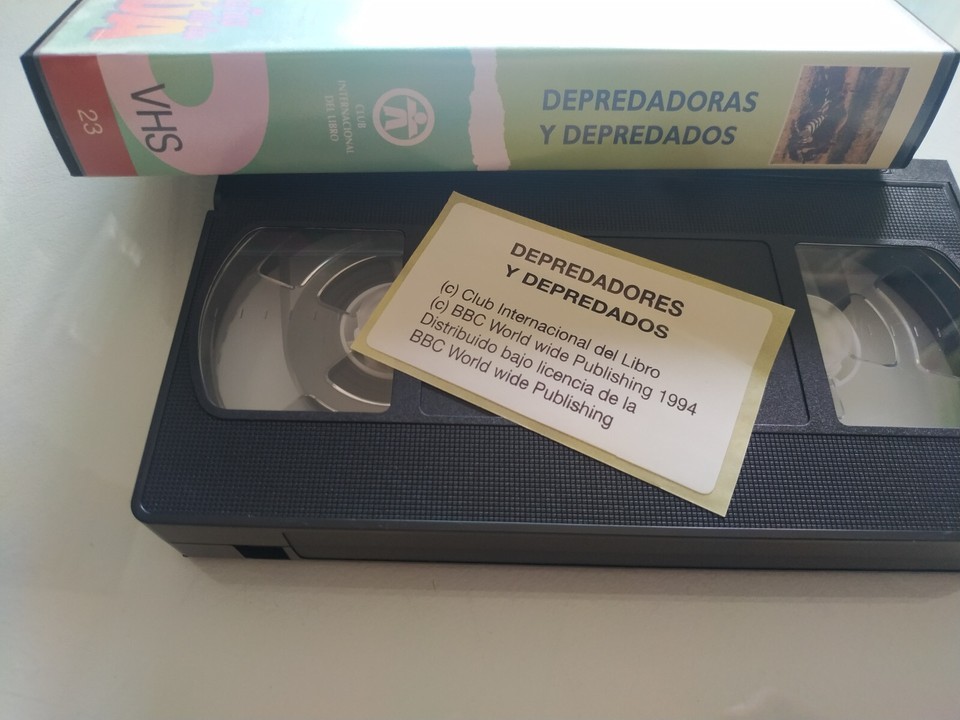 23
VHS
CLUB
INTERNACIONAL
DEL LIBRO
DEPREDADORAS
Y DEPREDADOS
DEPREDADORES
Y DEPREDADOS
(c) Club Internacional del Libro
(c) BBC World wide Publishing 1994
Distribuido bajo licencia de la
BBC World wide Publishing